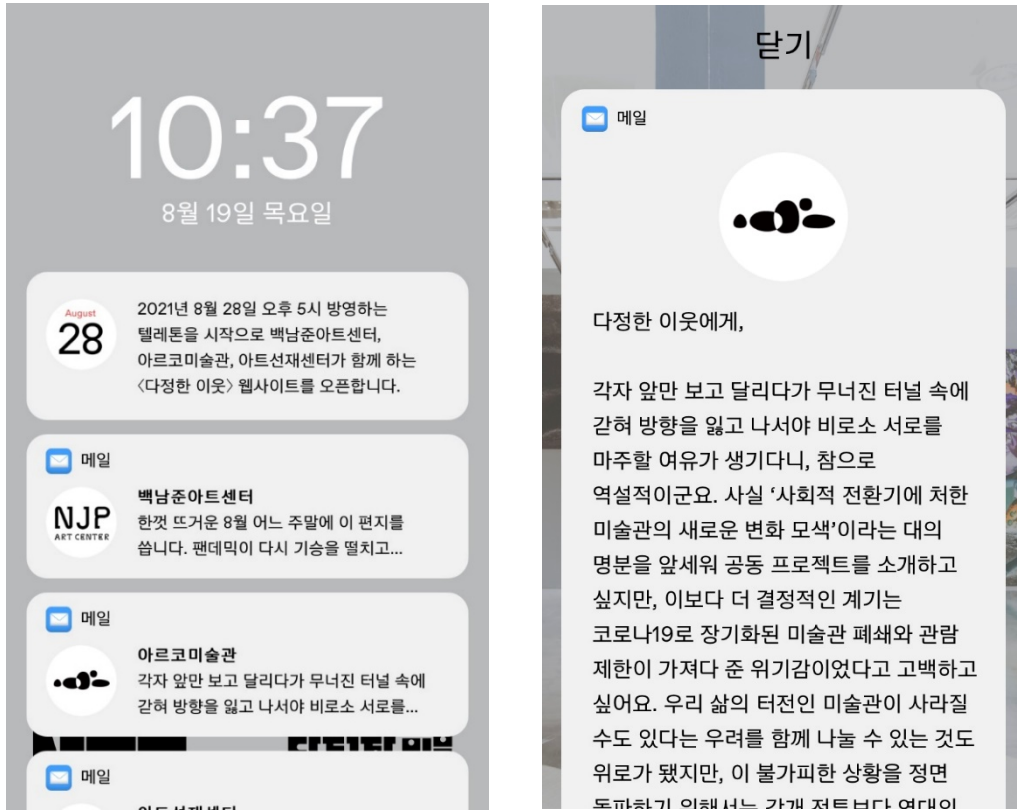 10:37
8월 19일 목요일
August
28
2021년 8월 28일 오후 5시 방영하는
텔레톤을 시작으로 백남준아트센터,
아르코미술관, 아트선재센터가 함께 하는
〈다정한 이웃〉 웹사이트를 오픈합니다.
메일
NJP
ART CENTER
백남준아트센터
한껏 뜨거운 8월 어느 주말에 이 편지를
씁니다. 팬데믹이 다시 기승을 떨치고...
메일
아르코미술관
각자 앞만 보고 달리다가 무너진 터널 속에
갇혀 방향을 잃고 나서야 비로소 서로를...
메일
닫기
메일
다정한 이웃에게,
각자 앞만 보고 달리다가 무너진 터널 속에
갇혀 방향을 잃고 나서야 비로소 서로를
마주할 여유가 생기다니, 참으로
역설적이군요. 사실 ‘사회적 전환기에 처한
미술관의 새로운 변화 모색’이라는 대의
명분을 앞세워 공동 프로젝트를 소개하고
싶지만, 이보다 더 결정적인 계기는
코로나19로 장기화된 미술관 폐쇄와 관람
제한이 가져다 준 위기감이었다고 고백하고
싶어요. 우리 삶의 터전인 미술관이 사라질
수도 있다는 우려를 함께 나눌 수 있는 것도
위로가 됐지만, 이 불가피한 상황을 정면
돌파하기 위해서는 각개 전투보다 연대의